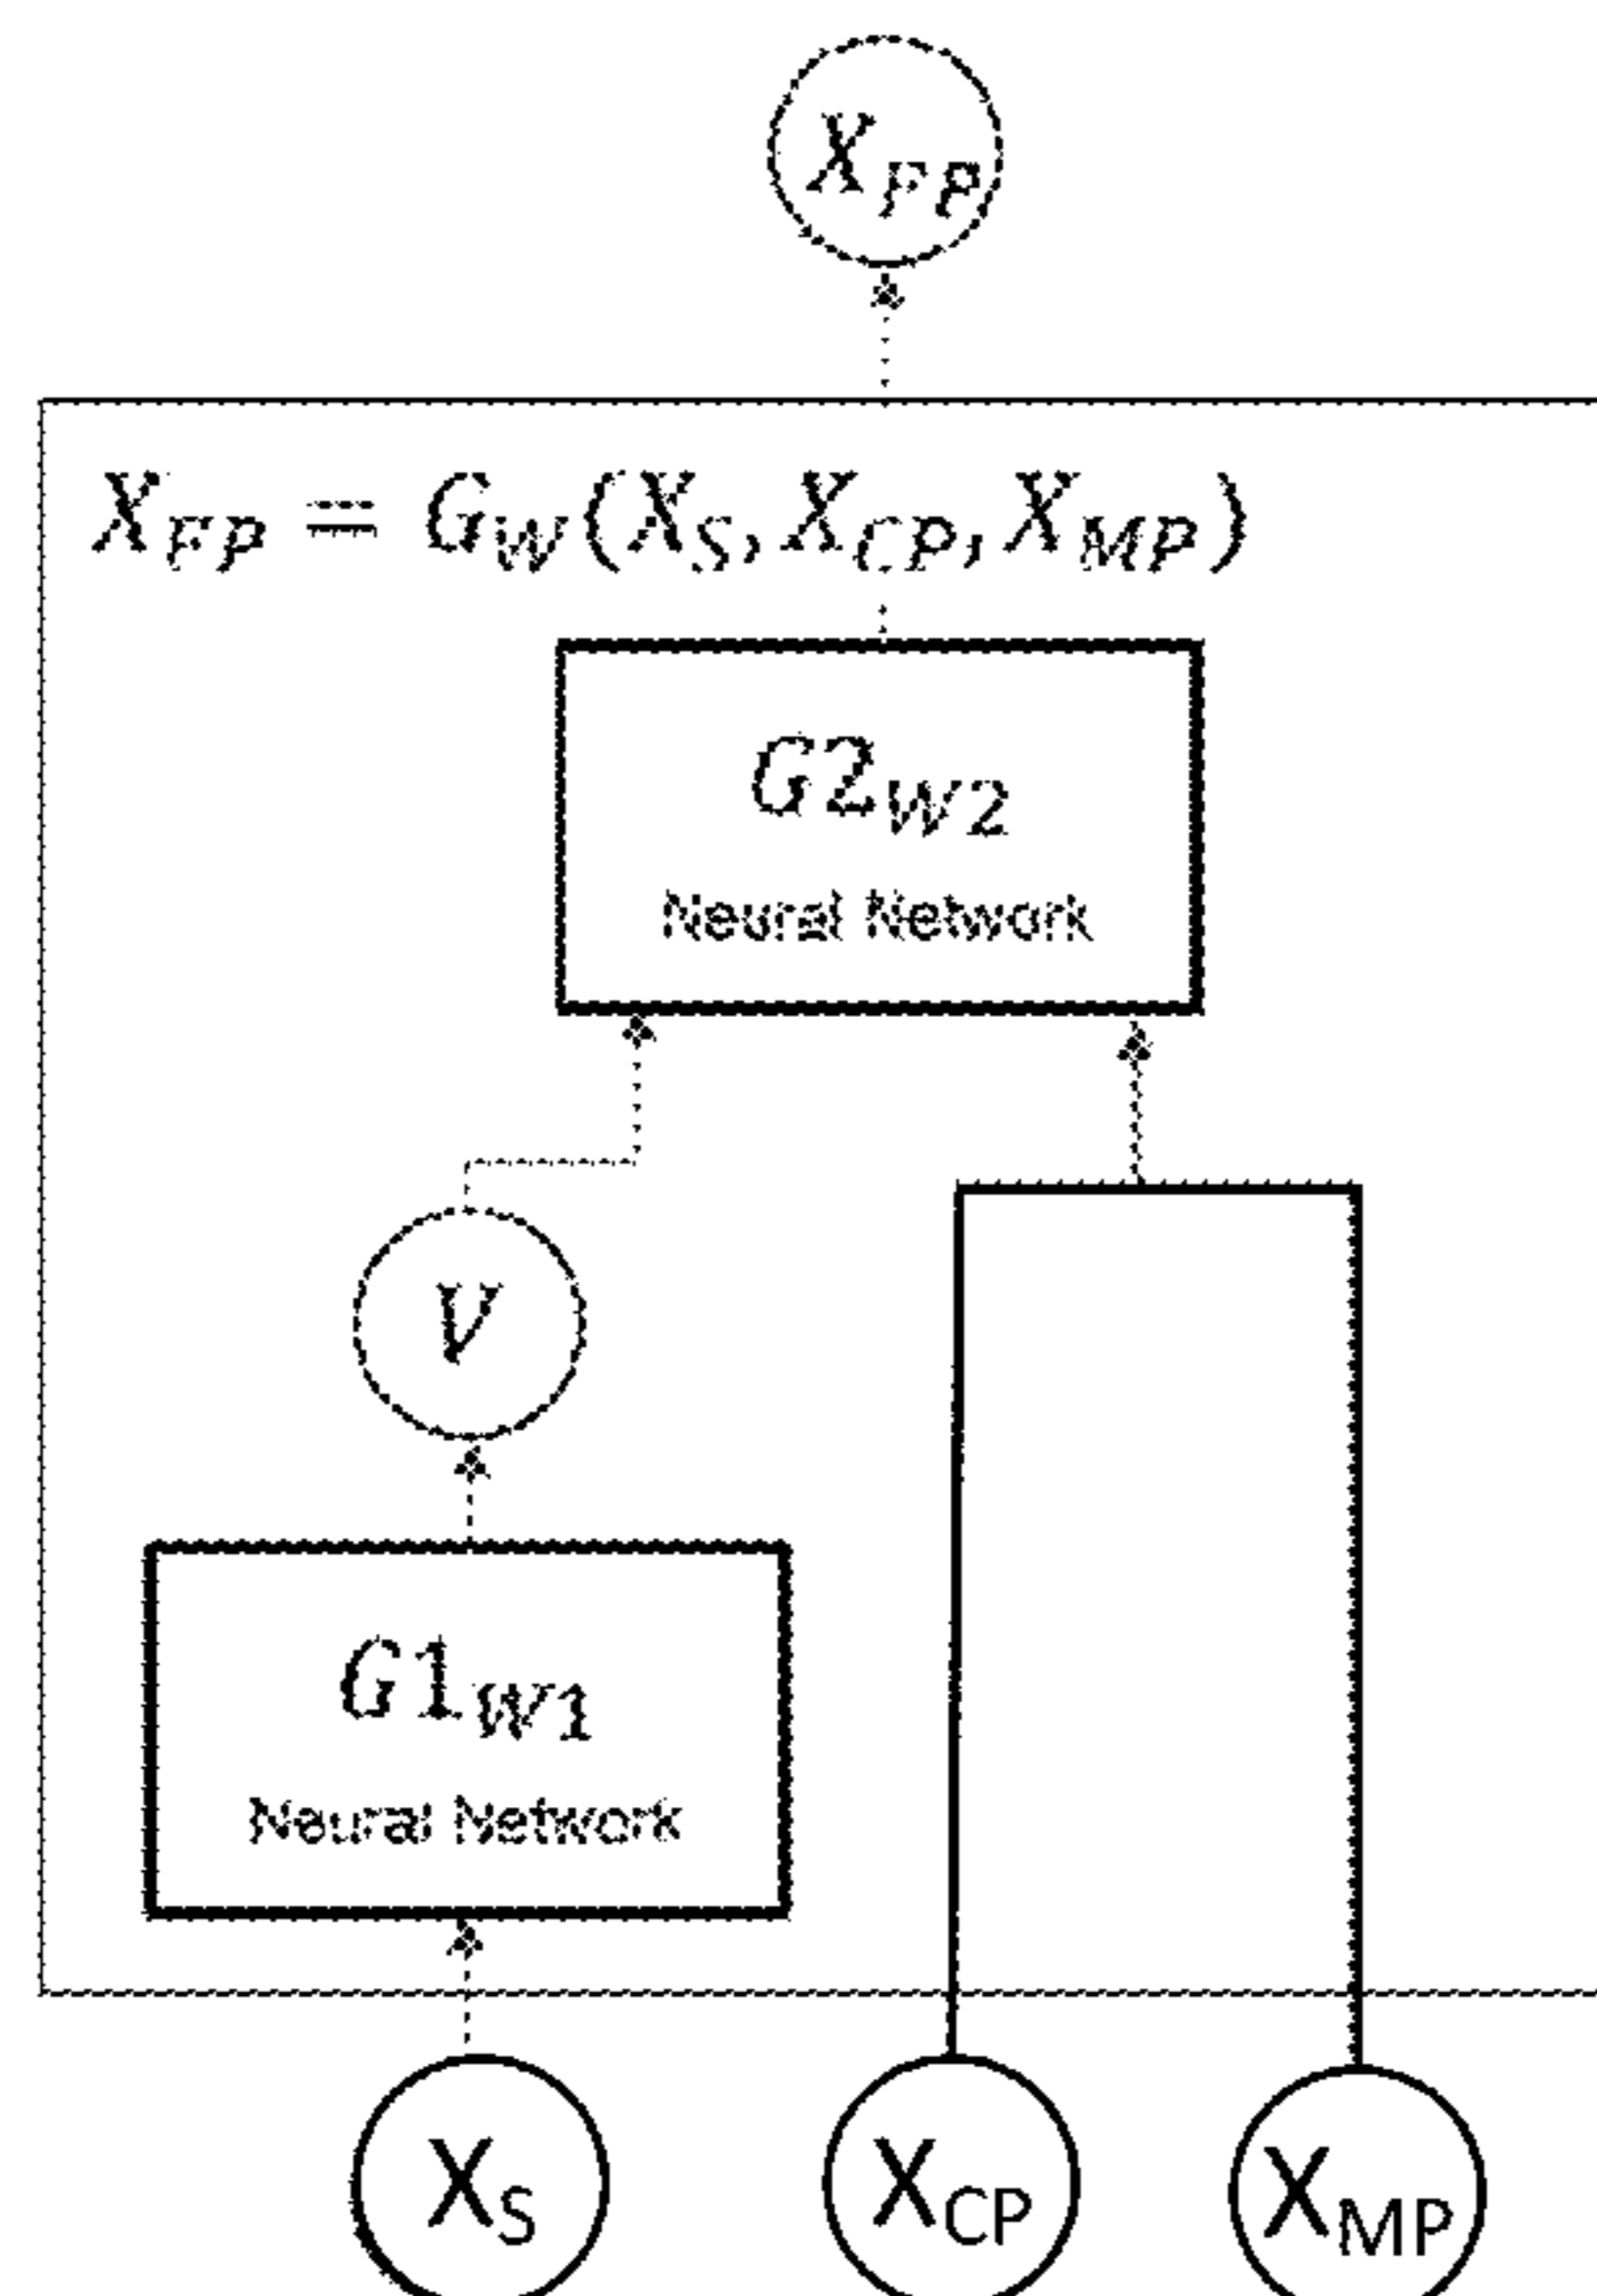 X_FP
X_FP = G_W(X_S, X_CP, X_MP)
G2_W2
Neural Network
V
G1_W1
Neural Network
X_S X_CP X_MP